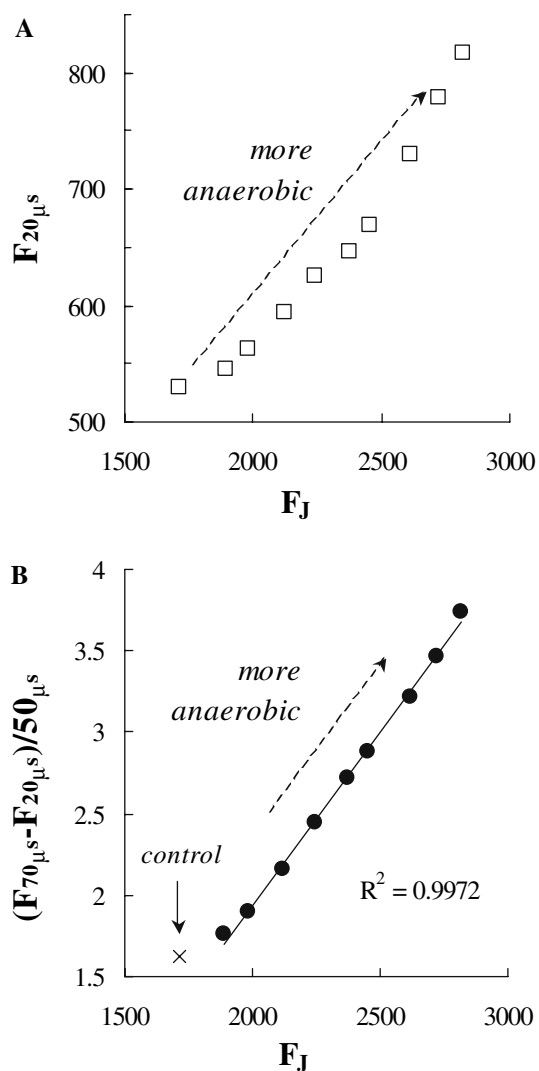 A
800
700
600
500
F20µs
more
anaerobic
1500 2000 2500 3000
FJ
B
4
3.5
3
2.5
2
1.5
(F70µs-F20µs)/50µs
more
anaerobic
control
R² = 0.9972
1500 2000 2500 3000
FJ